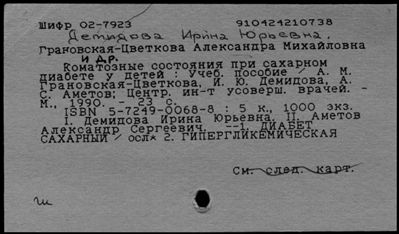 Шифр 02-7923 910424210738
Демидова Ирина Юрьевна.
Грановская-Цветкова Александра Михайловна
и др.
Коматозные состояния при сахарном
диабете у детей : Учеб. пособие / А. М.
Грановская-Цветкова, И. Ю. Демидова, А.
С. Аметов; Центр. ин-т усоверш. врачей. -
М., 1990. - 23 с.
ISBN 5-7249-0068-8 : 5 к., 1000 экз.
I. Демидова Ирина Юрьевна. II. Аметов
Александр Сергеевич. --1. ДИАБЕТ
САХАРНЫЙ / осл* 2. ГИПЕРГЛИКЕМИЧЕСКАЯ
См. след. карт.